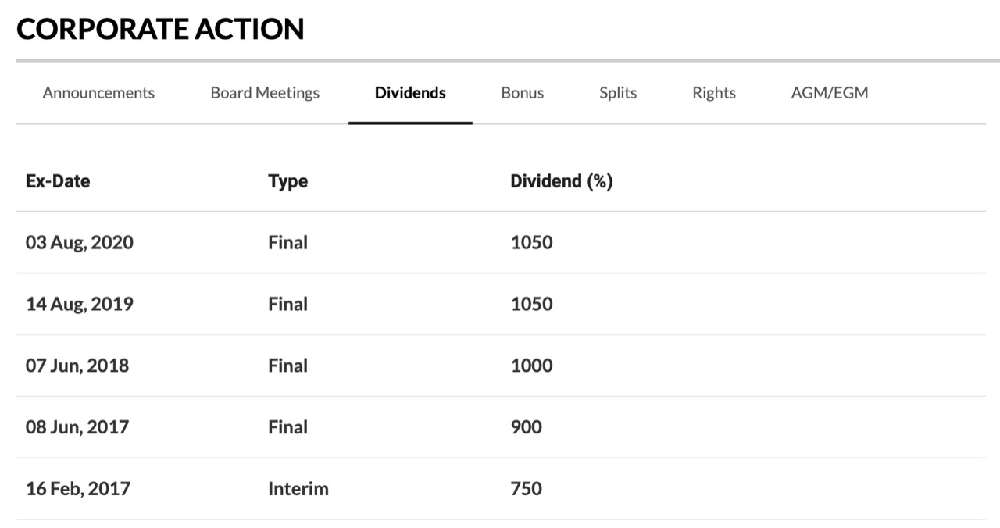 CORPORATE ACTION
Announcements Board Meetings Dividends Bonus Splits Rights AGM/EGM
Ex-Date Type Dividend (%)
03 Aug, 2020 Final 1050
14 Aug, 2019 Final 1050
07 Jun, 2018 Final 1000
08 Jun, 2017 Final 900
16 Feb, 2017 Interim 750